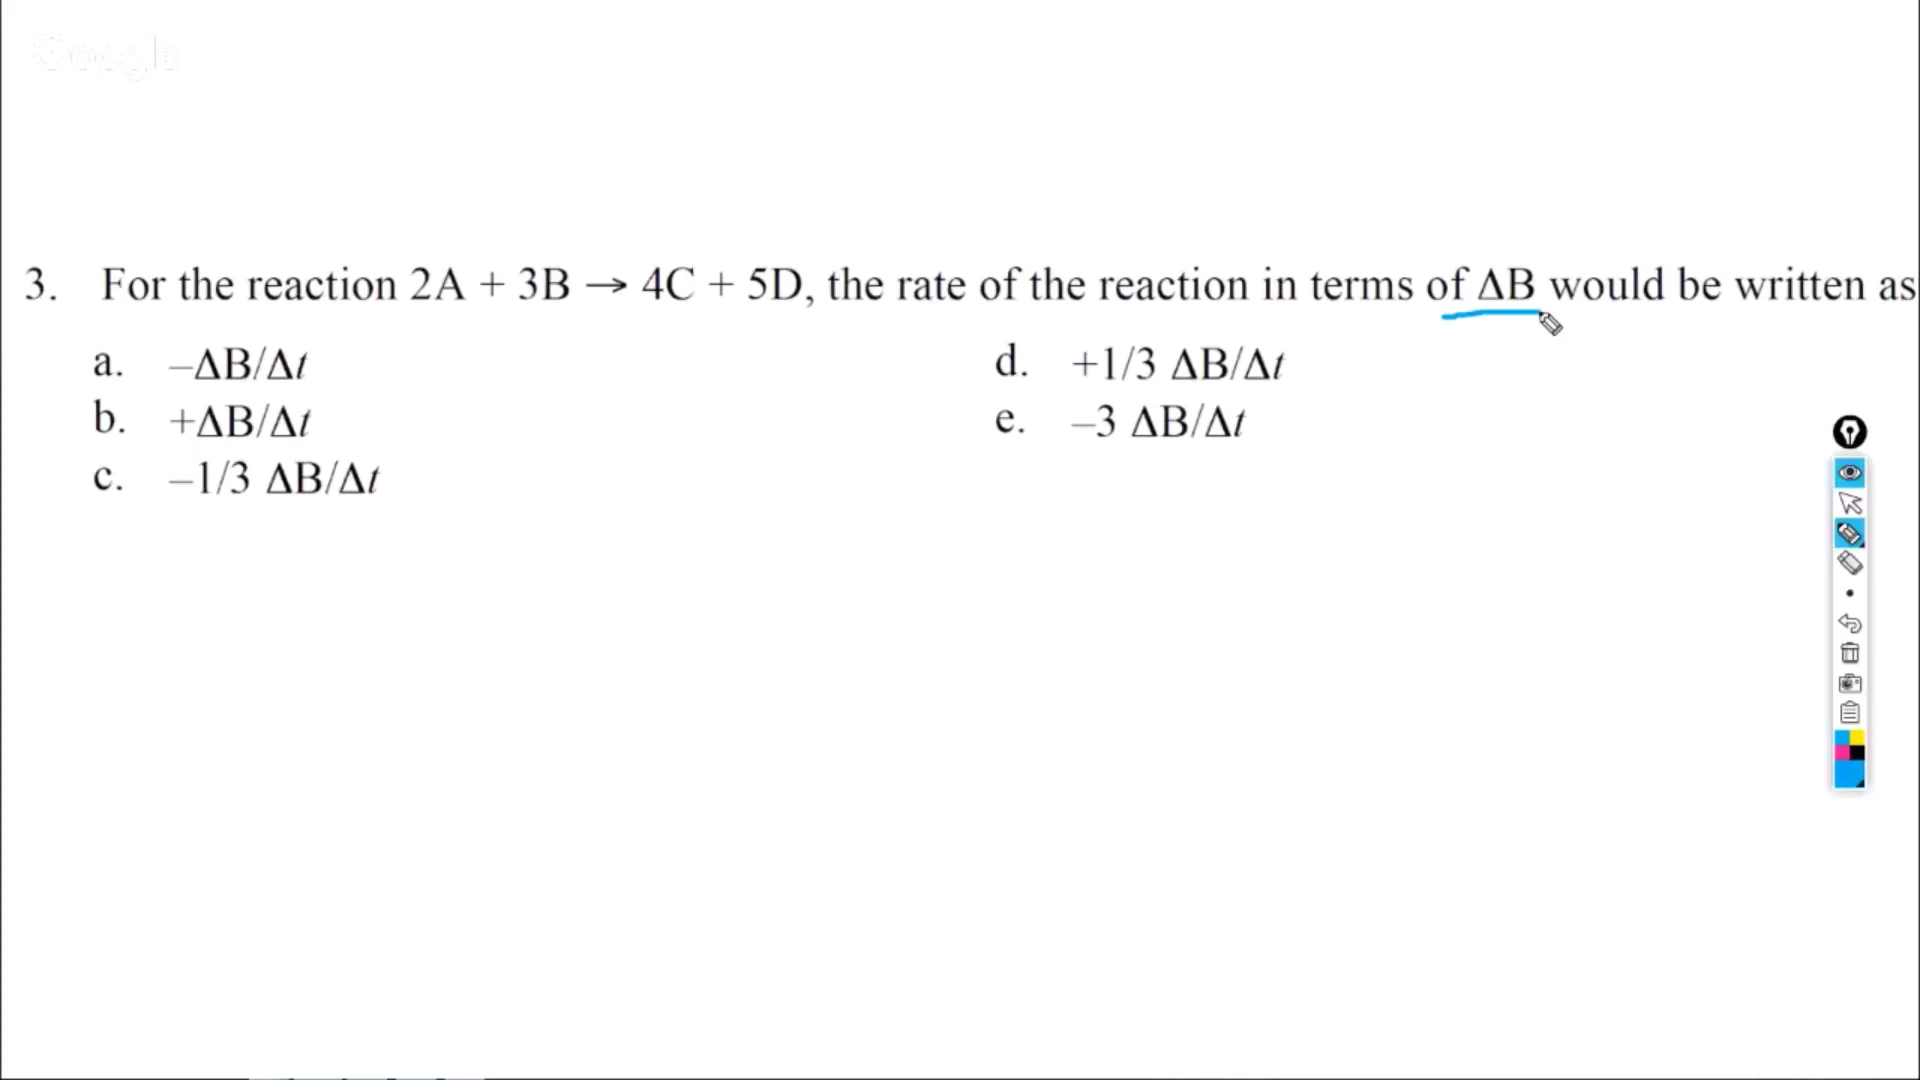 Google
3. For the reaction 2A + 3B → 4C + 5D, the rate of the reaction in terms of ΔB would be written as
a. –ΔB/Δt
b. +ΔB/Δt
c. –1/3 ΔB/Δt
d. +1/3 ΔB/Δt
e. –3 ΔB/Δt